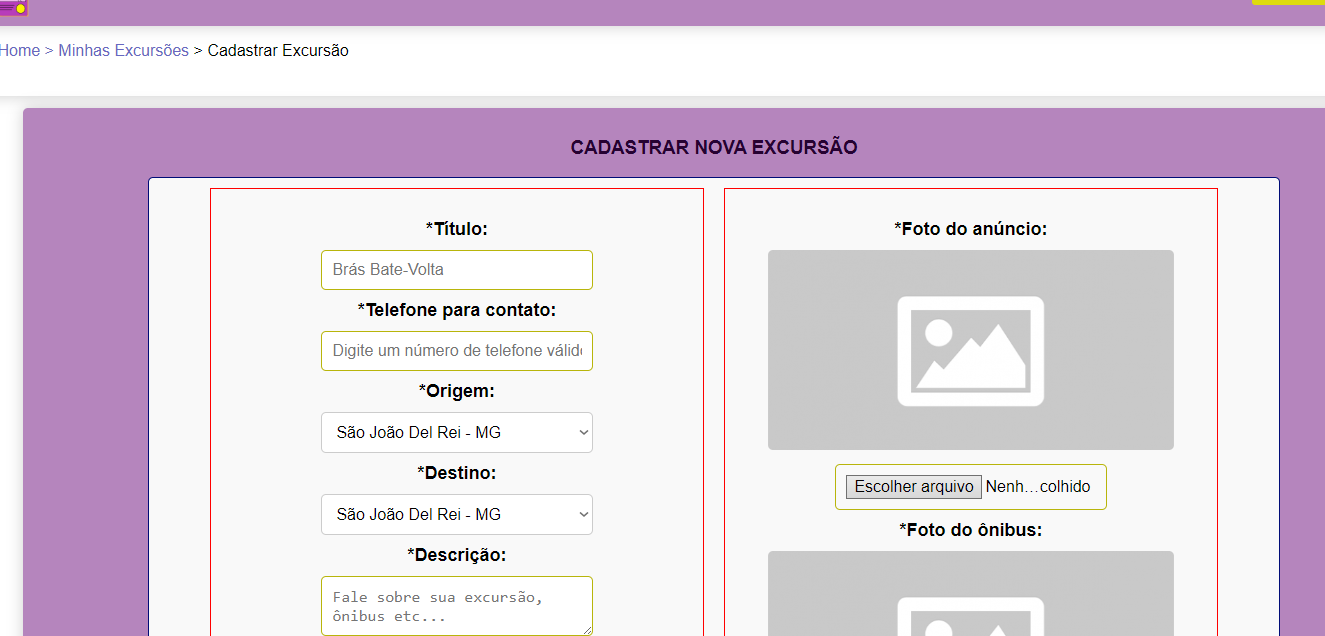 Home > Minhas Excursões > Cadastrar Excursão
CADASTRAR NOVA EXCURSÃO
*Título:
Brás Bate-Volta
*Telefone para contato:
Digite um número de telefone válido
*Origem:
São João Del Rei - MG
*Destino:
São João Del Rei - MG
*Descrição:
Fale sobre sua excursão,
ônibus etc...
*Foto do anúncio:
Escolher arquivo Nenh...colhido
*Foto do ônibus: